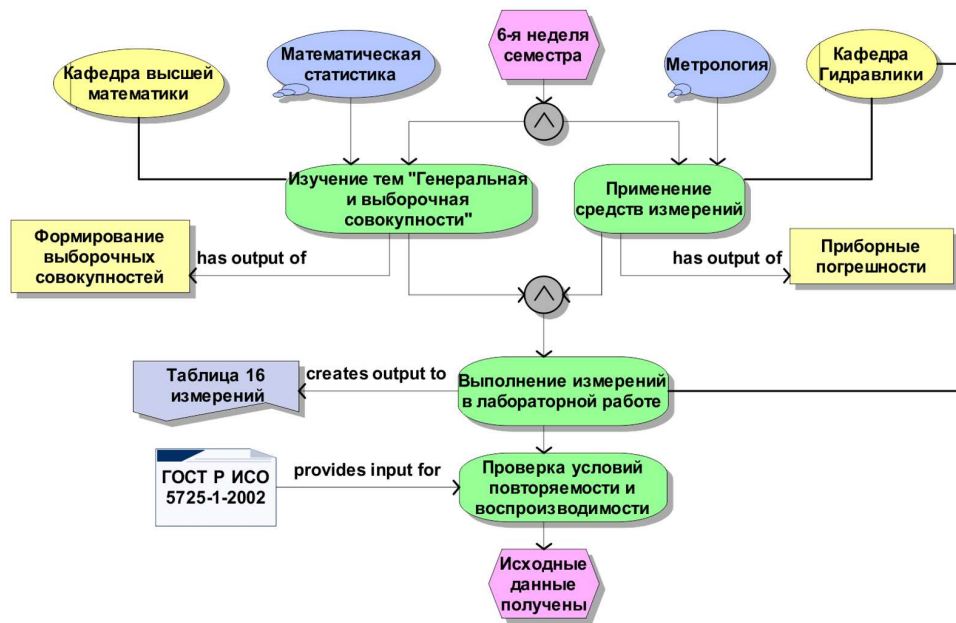 6-я неделя
семестра
Математическая
статистика
Кафедра высшей
математики
Метрология
Кафедра
Гидравлики
Изучение тем "Генеральная
и выборочная
совокупности"
Применение
средств измерений
Формирование
выборочных
совокупностей
has output of
has output of
Приборные
погрешности
Таблица 16
измерений
creates output to
Выполнение измерений
в лабораторной работе
ГОСТ Р ИСО
5725-1-2002
provides input for
Проверка условий
повторяемости и
воспроизводимости
Исходные
данные
получены